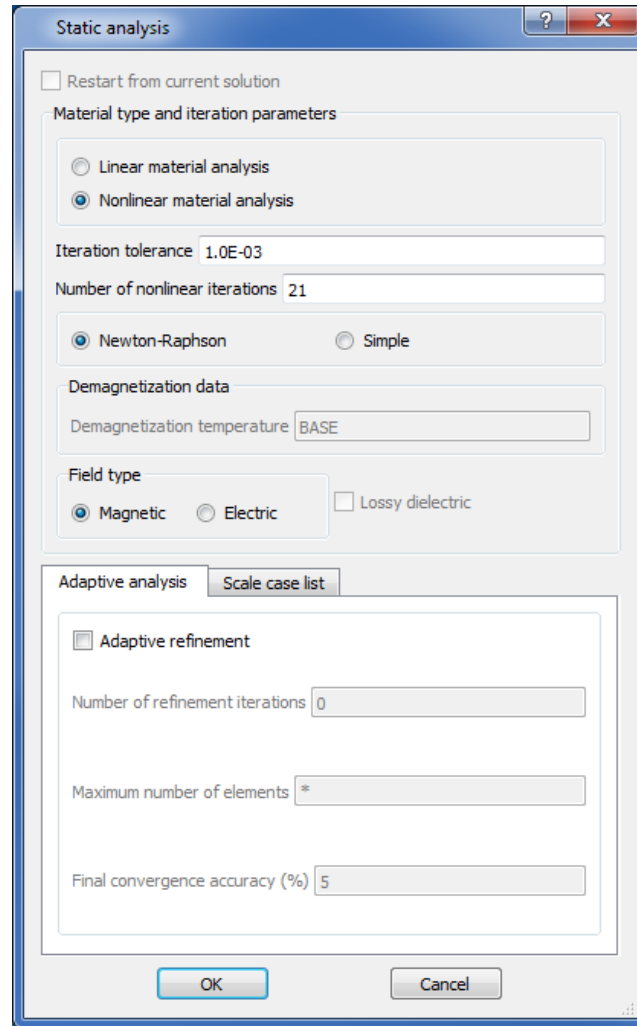 Static analysis
?
Restart from current solution
Material type and iteration parameters
Linear material analysis
Nonlinear material analysis
Iteration tolerance 1.0E-03
Number of nonlinear iterations 21
Newton-Raphson Simple
Demagnetization data
Demagnetization temperature BASE
Field type
Magnetic Electric Lossy dielectric
Adaptive analysis Scale case list
Adaptive refinement
Number of refinement iterations 0
Maximum number of elements *
Final convergence accuracy (%) 5
OK Cancel